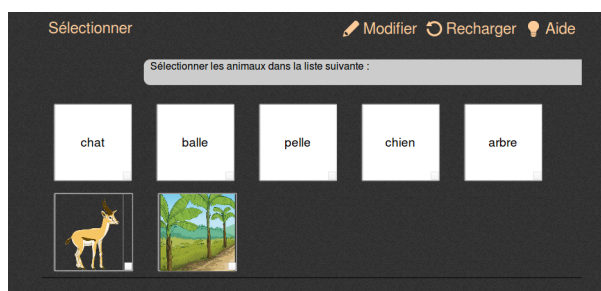 Sélectionner Modifier Recharger Aide
Sélectionner les animaux dans la liste suivante :
chat balle pelle chien arbre